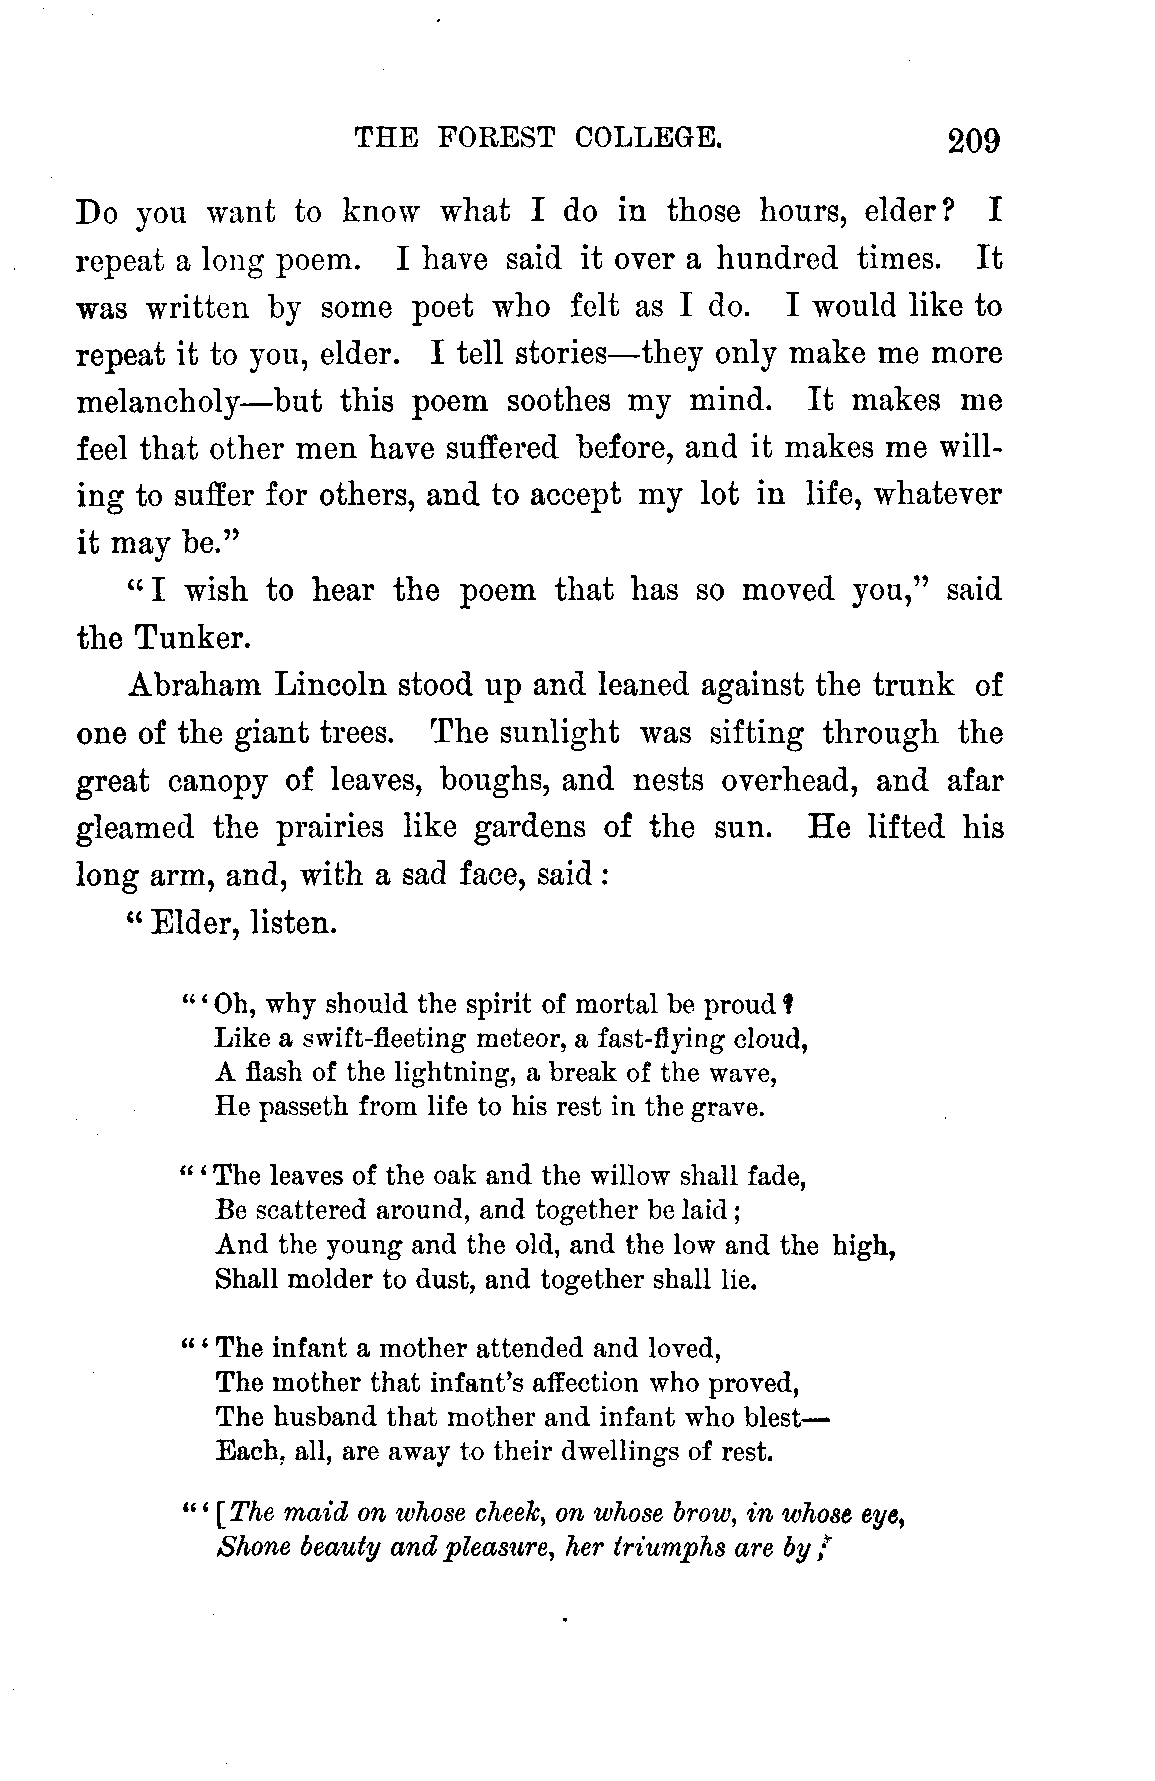 THE FOREST COLLEGE. 209
Do you want to know what I do in those hours, elder? I
repeat a long poem. I have said it over a hundred times. It
was written by some poet who felt as I do. I would like to
repeat it to you, elder. I tell stories—they only make me more
melancholy—but this poem soothes my mind. It makes me
feel that other men have suffered before, and it makes me will-
ing to suffer for others, and to accept my lot in life, whatever
it may be.”
“I wish to hear the poem that has so moved you,” said
the Tunker.
Abraham Lincoln stood up and leaned against the trunk of
one of the giant trees. The sunlight was sifting through the
great canopy of leaves, boughs, and nests overhead, and afar
gleamed the prairies like gardens of the sun. He lifted his
long arm, and, with a sad face, said:
“Elder, listen.
“‘Oh, why should the spirit of mortal be proud?
Like a swift-fleeting meteor, a fast-flying cloud,
A flash of the lightning, a break of the wave,
He passeth from life to his rest in the grave.
“‘The leaves of the oak and the willow shall fade,
Be scattered around, and together be laid;
And the young and the old, and the low and the high,
Shall molder to dust, and together shall lie.
“‘The infant a mother attended and loved,
The mother that infant's affection who proved,
The husband that mother and infant who blest—
Each, all, are away to their dwellings of rest.
“‘[The maid on whose cheek, on whose brow, in whose eye,
Shone beauty and pleasure, her triumphs are by;